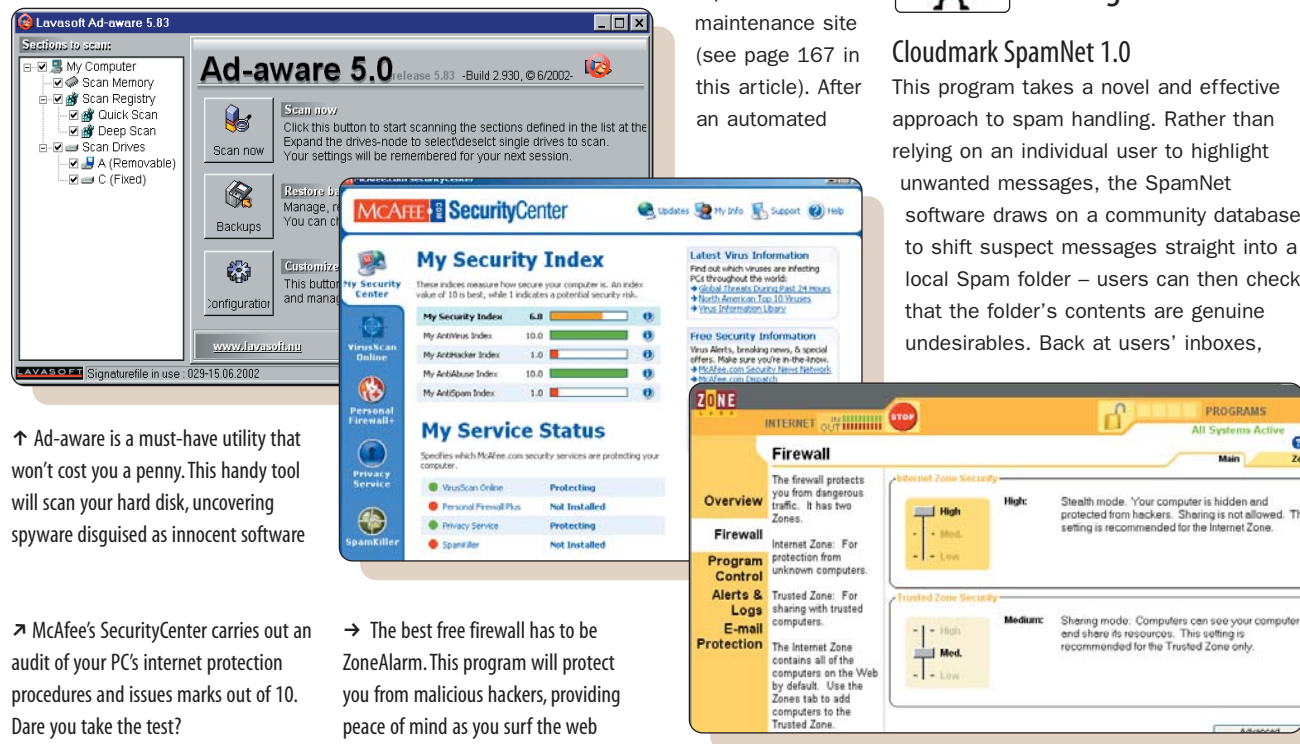 Lavasoft Ad-aware 5.83
Sections to scan:
My Computer
Scan Memory
Scan Registry
Quick Scan
Deep Scan
Scan Drives
A (Removable)
C (Fixed)
Ad-aware 5.0 release 5.83 -Build 2.930, © 6/2002-
Scan now
Scan now
Click this button to start scanning the sections defined in the list at the
Expand the drives-node to select\deselct single drives to scan.
Your settings will be remembered for your next session.
Backups
Restore
Manage,
You can
configuration
Customize
This button
and manag
www.lavasoft.nu
LAVASOFT Signaturefile in use : 029-15.06.2002
McAfee.com SecurityCenter
McAFEE .COM SecurityCenter
Updates My Info Support Help
My Security
Center
VirusScan
Online
Personal
Firewall+
Privacy
Service
SpamKiller
My Security Index
These indices measure how secure your computer is. An index
value of 10 is best, while 1 indicates a potential security risk.
My Security Index 6.8
My AntiVirus Index 10.0
My AntiHacker Index 1.0
My AntiAbuse Index 10.0
My AntiSpam Index 1.0
My Service Status
Specifies which McAfee.com security services are protecting your
computer.
VirusScan Online Protecting
Personal Firewall Plus Not Installed
Privacy Service Protecting
SpamKiller Not Installed
Latest Virus Information
Find out which viruses are infecting
PCs throughout the world:
Global Threats During Past 24 Hours
North American Top 10 Viruses
Virus Information Libary
Free Security Information
Virus Alerts, breaking news, & special
offers. Make sure you're in-the-know.
McAfee.com Security News Network
McAfee.com Dispatch
↑ Ad-aware is a must-have utility that
won't cost you a penny. This handy tool
will scan your hard disk, uncovering
spyware disguised as innocent software
↗ McAfee's SecurityCenter carries out an
audit of your PC's internet protection
procedures and issues marks out of 10.
Dare you take the test?
→ The best free firewall has to be
ZoneAlarm. This program will protect
you from malicious hackers, providing
peace of mind as you surf the web
maintenance site
(see page 167 in
this article). After
an automated
Cloudmark SpamNet 1.0
This program takes a novel and effective
approach to spam handling. Rather than
relying on an individual user to highlight
unwanted messages, the SpamNet
software draws on a community database
to shift suspect messages straight into a
local Spam folder – users can then check
that the folder's contents are genuine
undesirables. Back at users' inboxes,
ZONE
LABS
INTERNET IN OUT STOP
PROGRAMS
All Systems Active
Firewall
Main
Overview
Firewall
Program
Control
Alerts &
Logs
E-mail
Protection
The firewall protects
you from dangerous
traffic. It has two
Zones.
Internet Zone: For
protection from
unknown computers.
Trusted Zone: For
sharing with trusted
computers.
The Internet Zone
contains all of the
computers on the Web
by default. Use the
Zones tab to add
computers to the
Trusted Zone.
Internet Zone Security
High
Med.
Low
High: Stealth mode. Your computer is hidden and
protected from hackers. Sharing is not allowed.
setting is recommended for the Internet Zone.
Trusted Zone Security
High
Med.
Low
Medium: Sharing mode: Computers can see your computer
and share its resources. This setting is
recommended for the Trusted Zone only.
Advanced